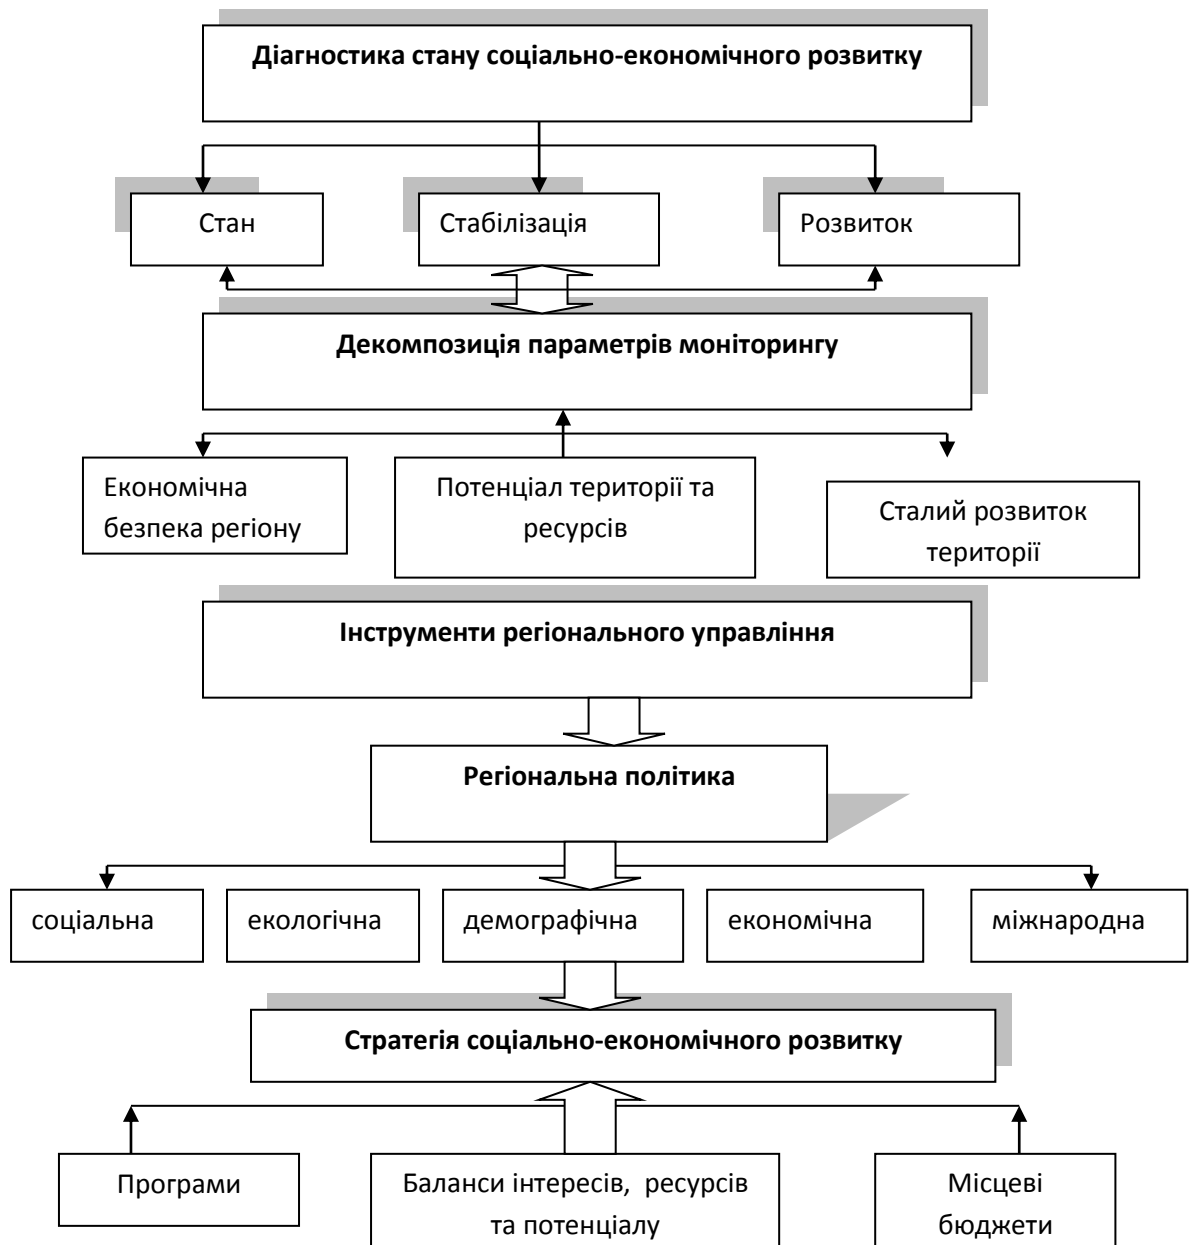 Діагностика стану соціально-економічного розвитку
Стан
Стабілізація
Розвиток
Декомпозиція параметрів моніторингу
Економічна
безпека регіону
Потенціал території та
ресурсів
Сталий розвиток
території
Інструменти регіонального управління
Регіональна політика
соціальна
екологічна
демографічна
економічна
міжнародна
Стратегія соціально-економічного розвитку
Програми
Баланси інтересів, ресурсів
та потенціалу
Місцеві
бюджети